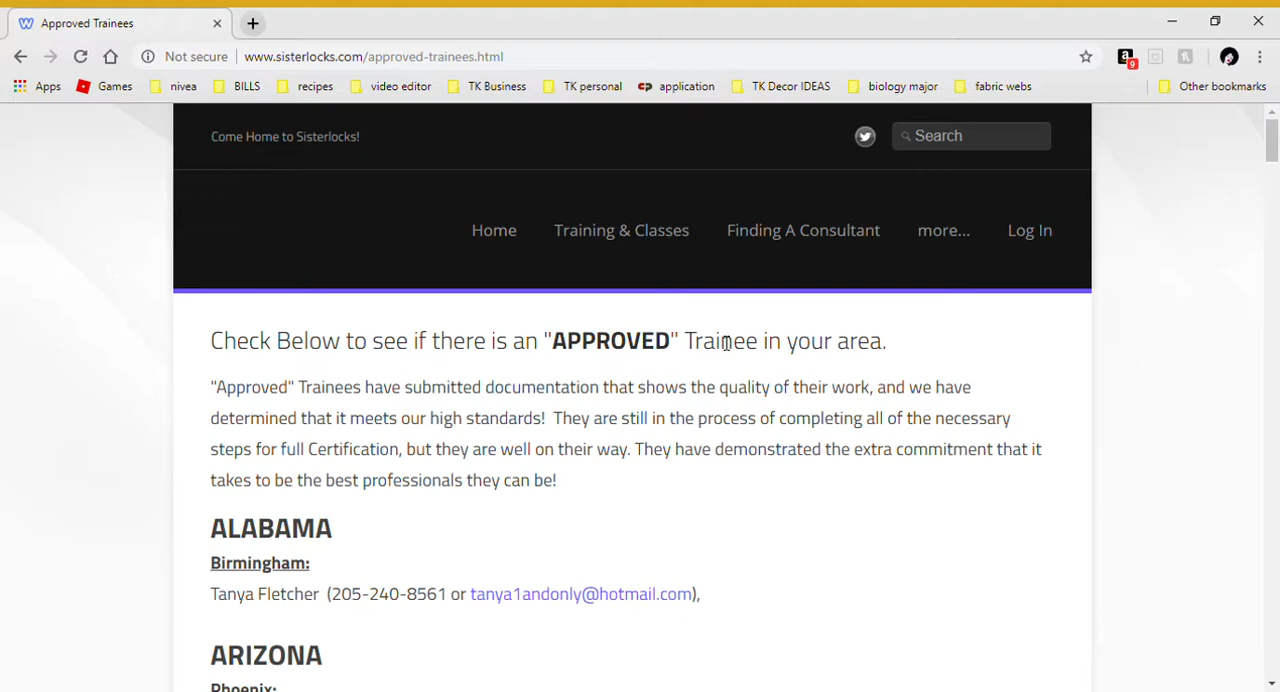 Approved Trainees
Not secure www.sisterlocks.com/approved-trainees.html
a 9
Apps Games nivea BILLS recipes video editor TK Business TK personal cp application TK Decor IDEAS biology major fabric webs Other bookmarks
Come Home to Sisterlocks!
Search
Home Training & Classes Finding A Consultant more... Log In
Check Below to see if there is an "APPROVED" Trainee in your area.
"Approved" Trainees have submitted documentation that shows the quality of their work, and we have
determined that it meets our high standards! They are still in the process of completing all of the necessary
steps for full Certification, but they are well on their way. They have demonstrated the extra commitment that it
takes to be the best professionals they can be!
ALABAMA
Birmingham:
Tanya Fletcher (205-240-8561 or tanya1andonly@hotmail.com),
ARIZONA
Phoenix: